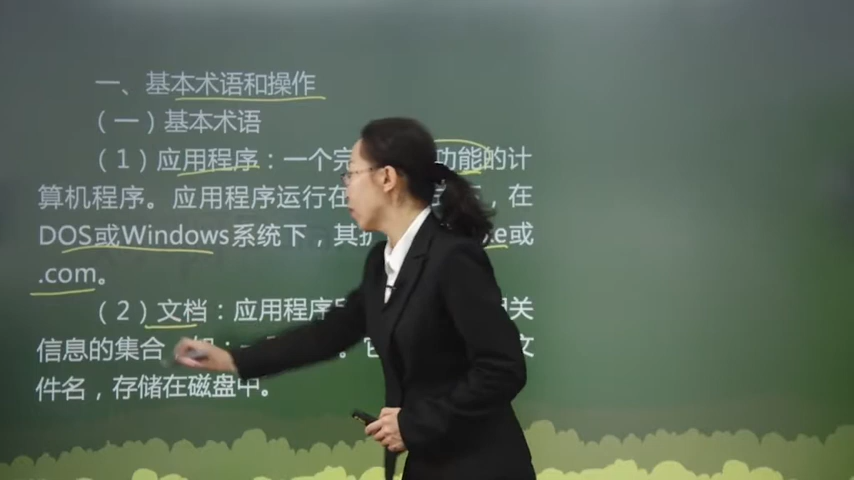 一、基本术语和操作
（一）基本术语
（1）应用程序：一个完 功能的计
算机程序。应用程序运行在 ，在
DOS或Windows系统下，其扩 e或
.com。
（2）文档：应用程序 关
信息的集合 如： 。它 文
件名，存储在磁盘中。